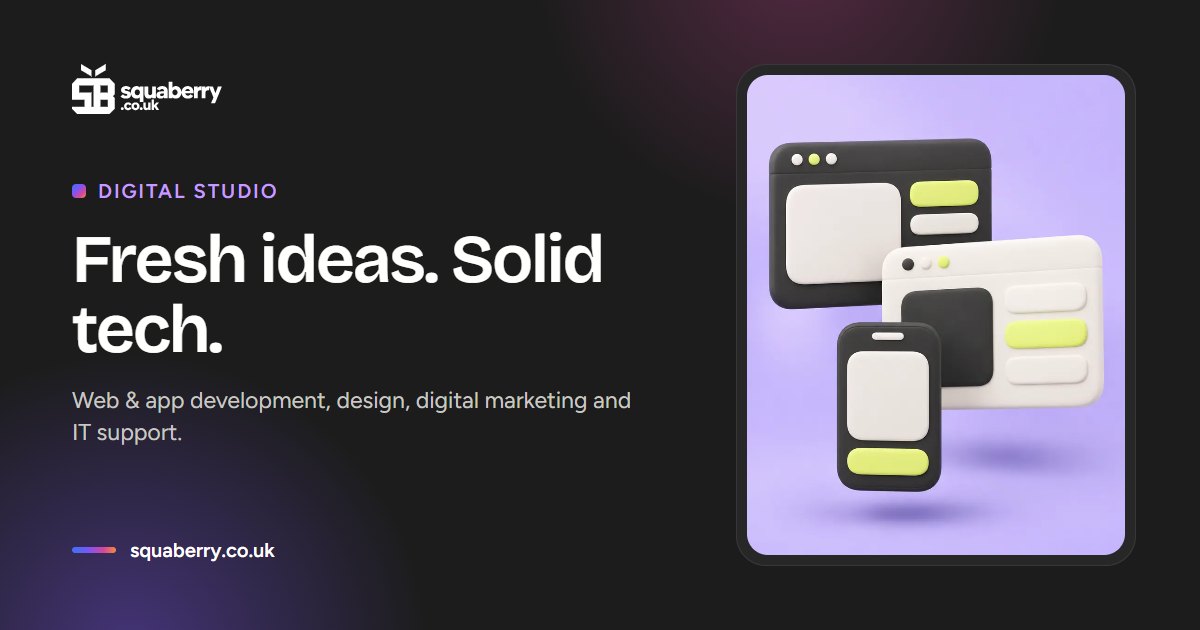 SB squaberry
.co.uk
DIGITAL STUDIO
Fresh ideas. Solid
tech.
Web & app development, design, digital marketing and
IT support.
squaberry.co.uk